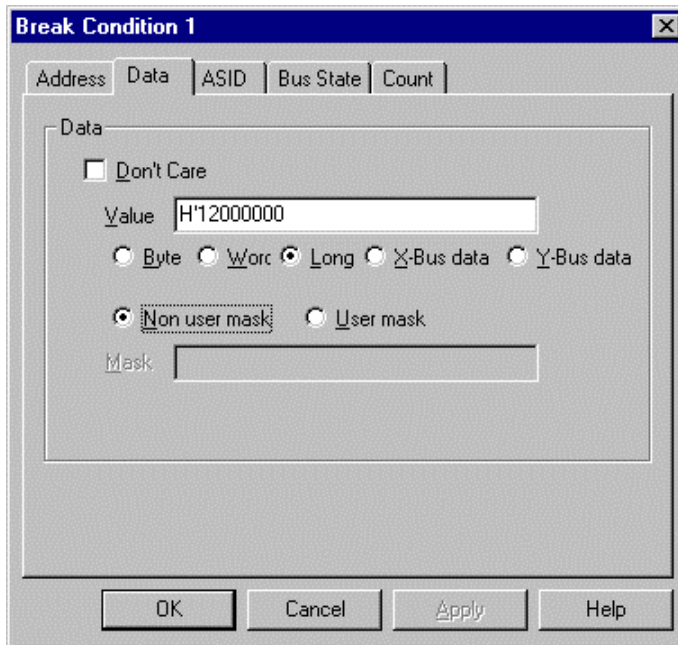 Break Condition 1
Address Data ASID Bus State Count
Data
Don't Care
Value H'12000000
Byte Word Long X-Bus data Y-Bus data
Non user mask User mask
Mask
OK Cancel Apply Help